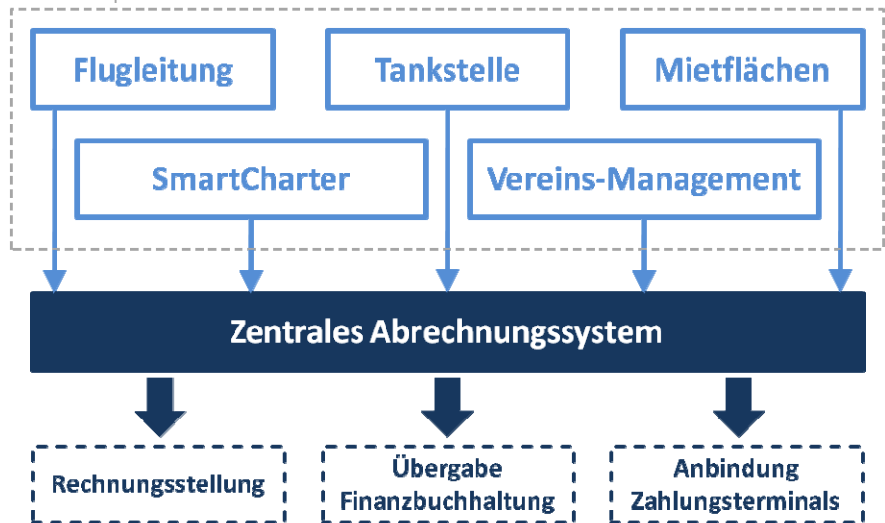 Flugleitung
Tankstelle
Mietflächen
SmartCharter
Vereins-Management
Zentrales Abrechnungssystem
Rechnungsstellung
Übergabe
Finanzbuchhaltung
Anbindung
Zahlungsterminals